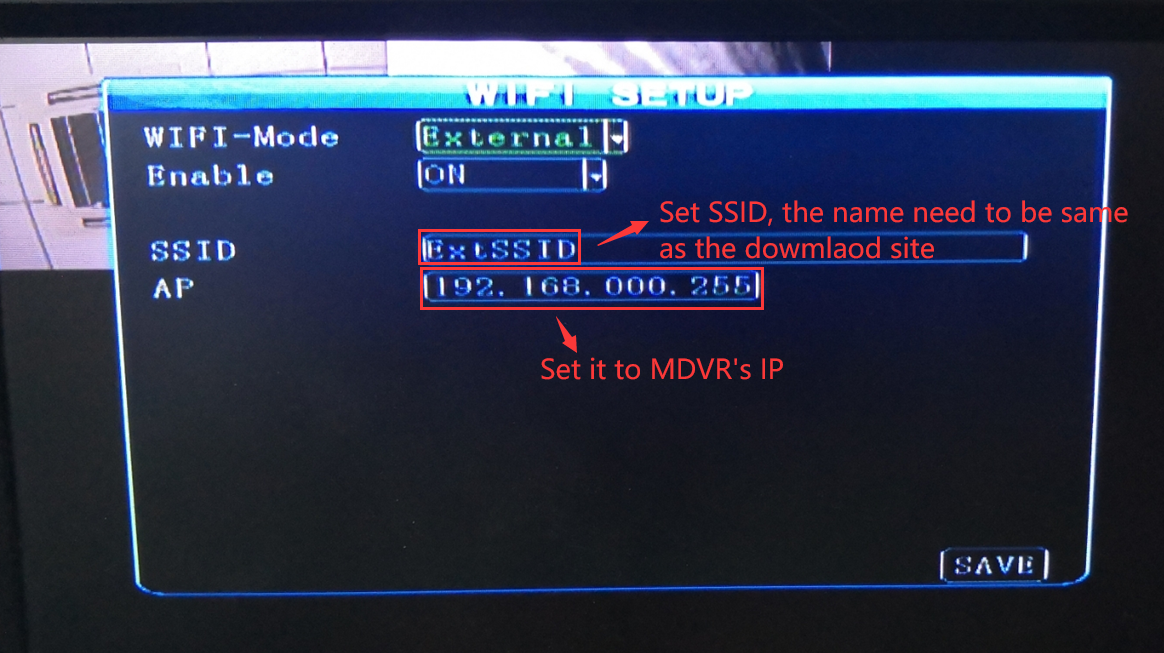 WIFI SETUP
WIFI-Mode External
Enable ON
Set SSID, the name need to be same
as the dowmlaod site
SSID ExtSSID
AP 192.168.000.255
Set it to MDVR's IP
SAVE